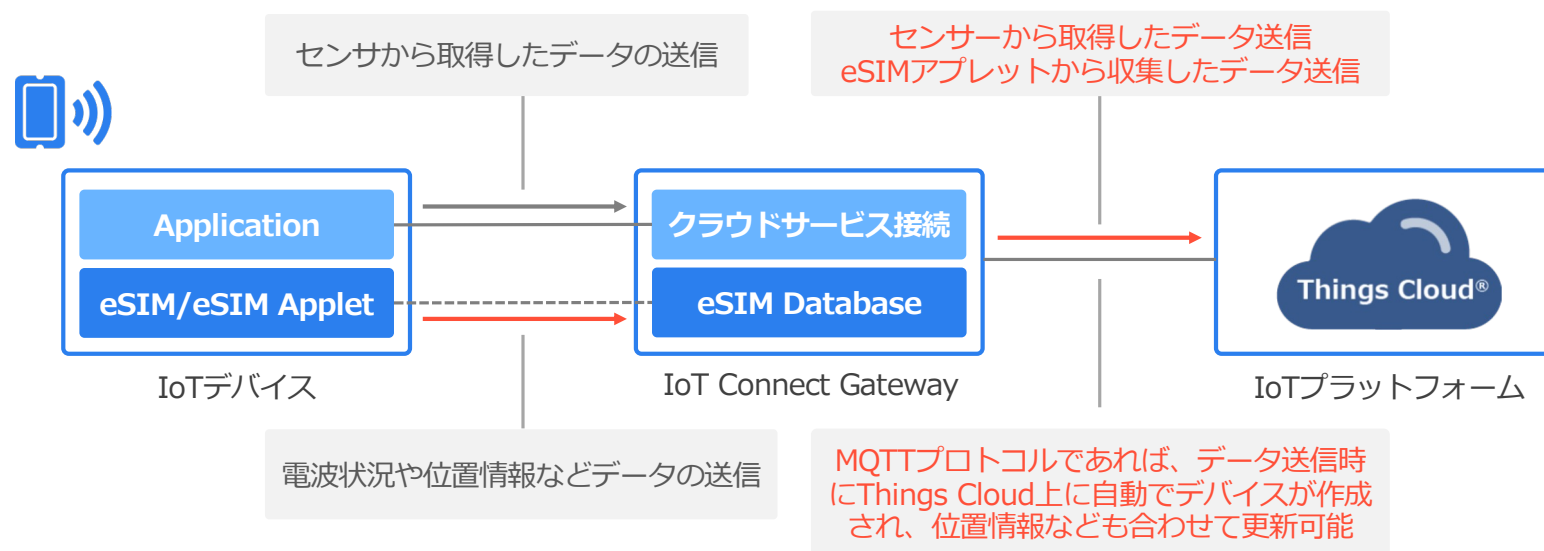 センサから取得したデータの送信
センサーから取得したデータ送信
eSIMアプレットから収集したデータ送信
Application
eSIM/eSIM Applet
クラウドサービス接続
eSIM Database
Things Cloud®
IoTデバイス
IoT Connect Gateway
IoTプラットフォーム
電波状況や位置情報などデータの送信
MQTTプロトコルであれば、データ送信時
にThings Cloud上に自動でデバイスが作成
され、位置情報なども合わせて更新可能